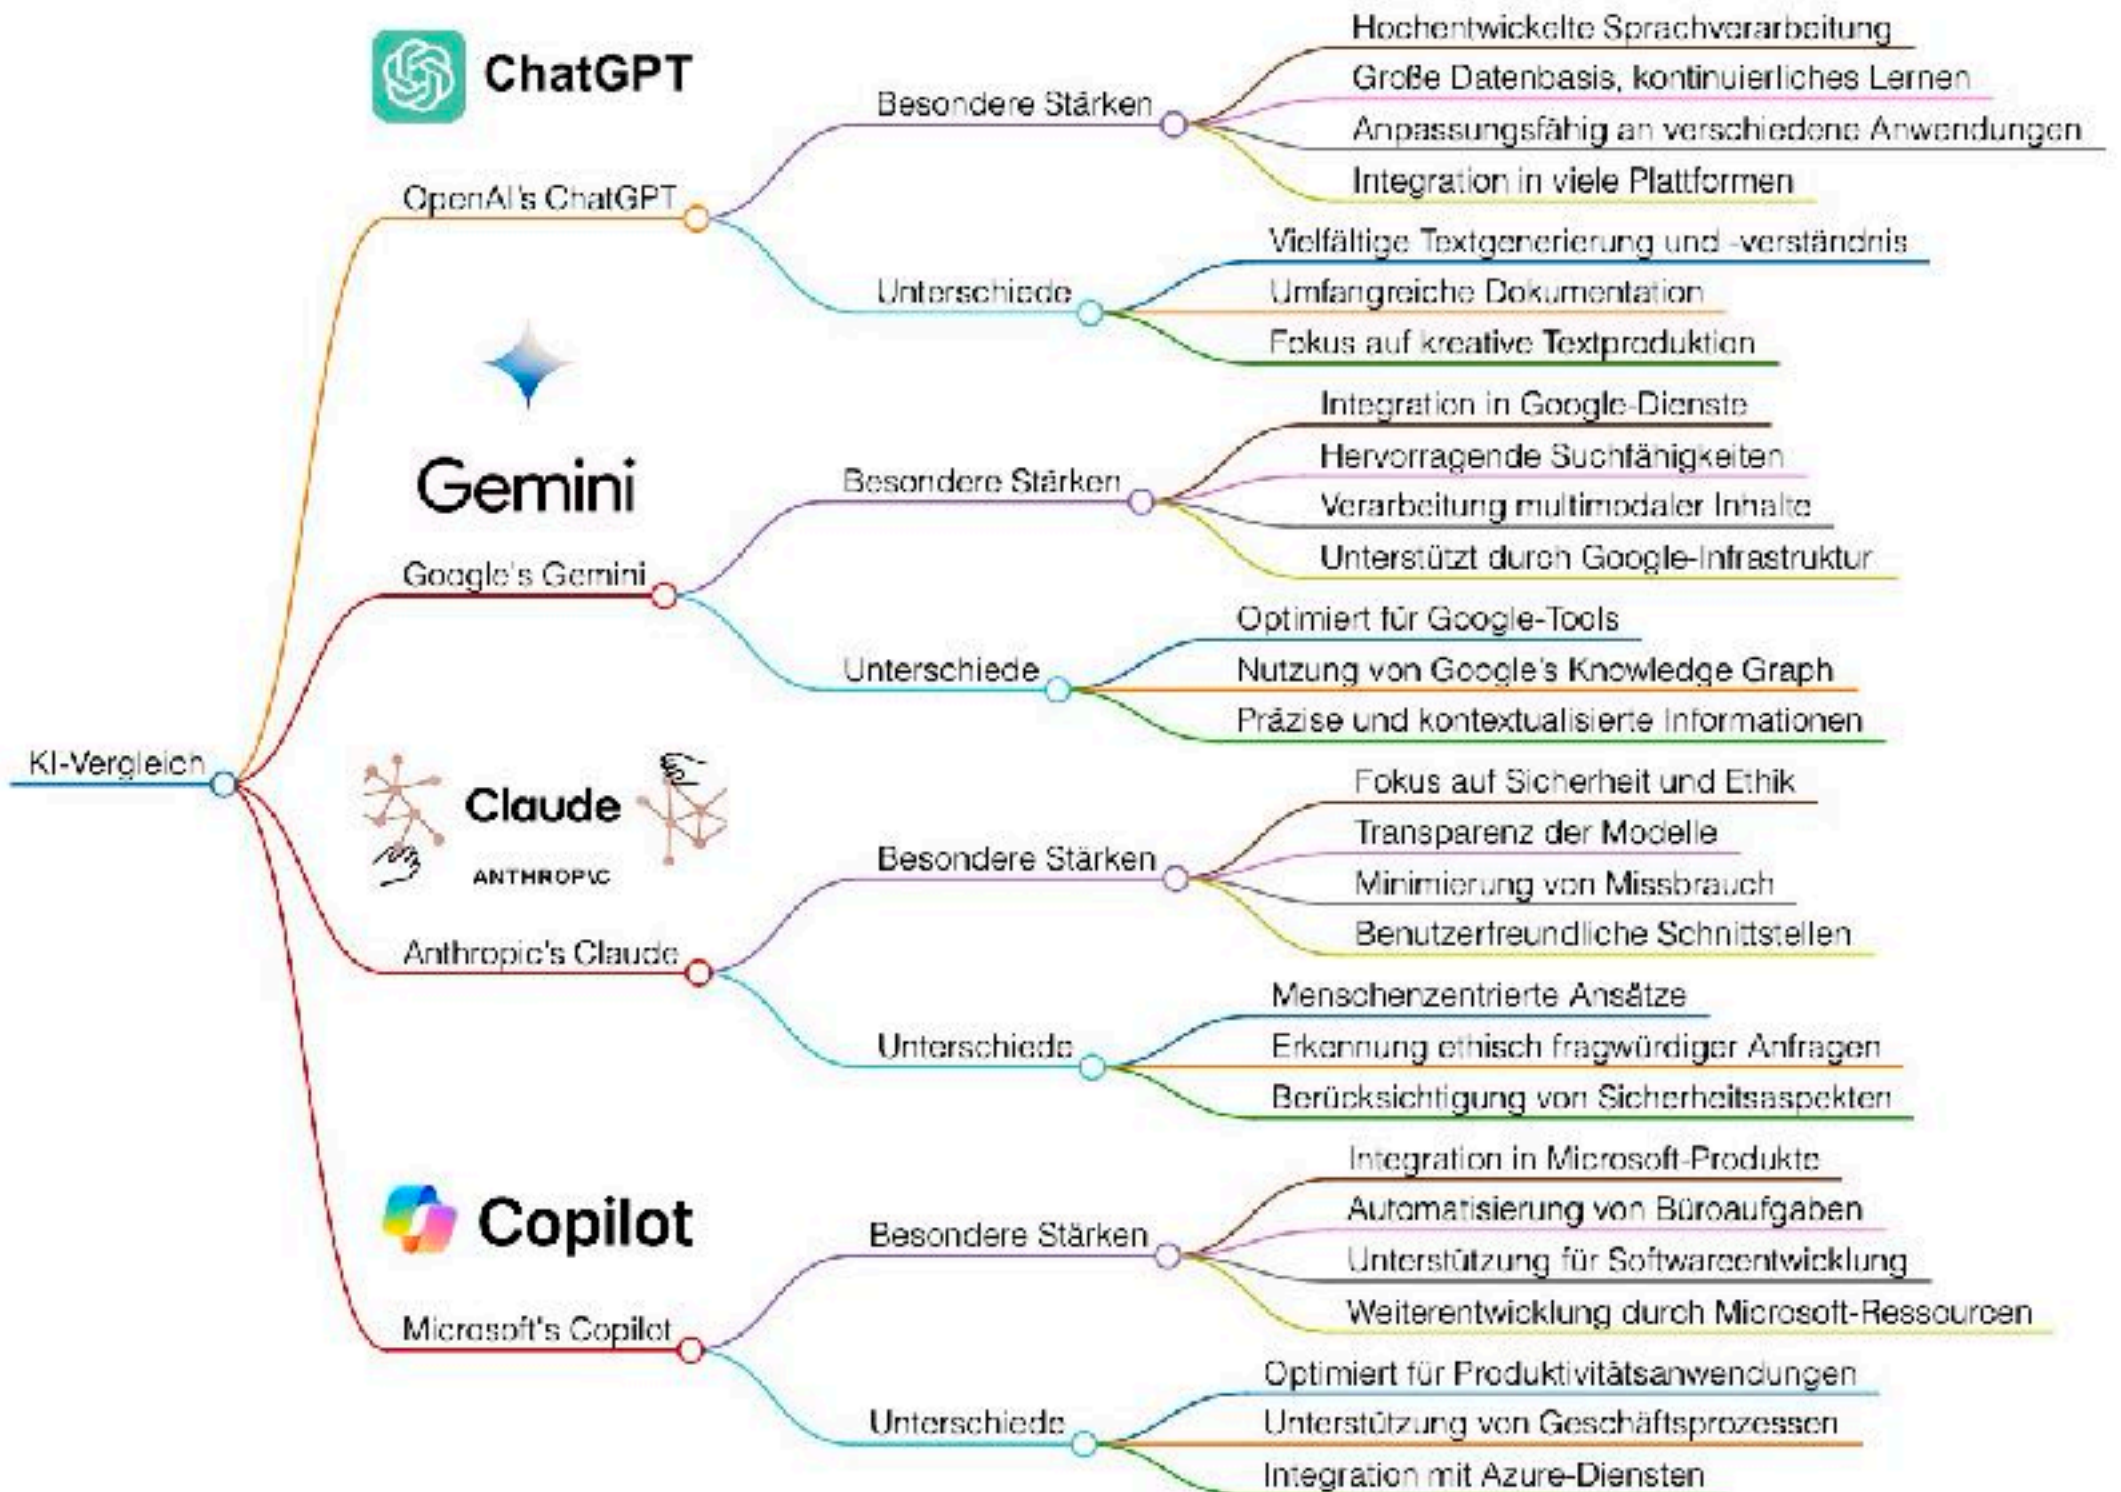 ChatGPT
Hochentwickelte Sprachverarbeitung
Große Datenbasis, kontinuierliches Lernen
Besondere Stärken
Anpassungsfähig an verschiedene Anwendungen
Integration in viele Plattformen
OpenAI's ChatGPT
Vielfältige Textgenerierung und -verständnis
Unterschiede
Umfangreiche Dokumentation
Fokus auf kreative Textproduktion
Gemini
Integration in Google-Dienste
Hervorragende Suchfähigkeiten
Besondere Stärken
Verarbeitung multimodaler Inhalte
Unterstützt durch Google-Infrastruktur
Google's Gemini
Optimiert für Google-Tools
Unterschiede
Nutzung von Google's Knowledge Graph
Präzise und kontextualisierte Informationen
KI-Vergleich
Claude
ANTHROP\C
Fokus auf Sicherheit und Ethik
Transparenz der Modelle
Besondere Stärken
Minimierung von Missbrauch
Benutzerfreundliche Schnittstellen
Anthropic's Claude
Menschenzentrierte Ansätze
Unterschiede
Erkennung ethisch fragwürdiger Anfragen
Berücksichtigung von Sicherheitsaspekten
Copilot
Integration in Microsoft-Produkte
Automatisierung von Büroaufgaben
Besondere Stärken
Unterstützung für Softwareentwicklung
Weiterentwicklung durch Microsoft-Ressourcen
Microsoft's Copilot
Optimiert für Produktivitätsanwendungen
Unterschiede
Unterstützung von Geschäftsprozessen
Integration mit Azure-Diensten